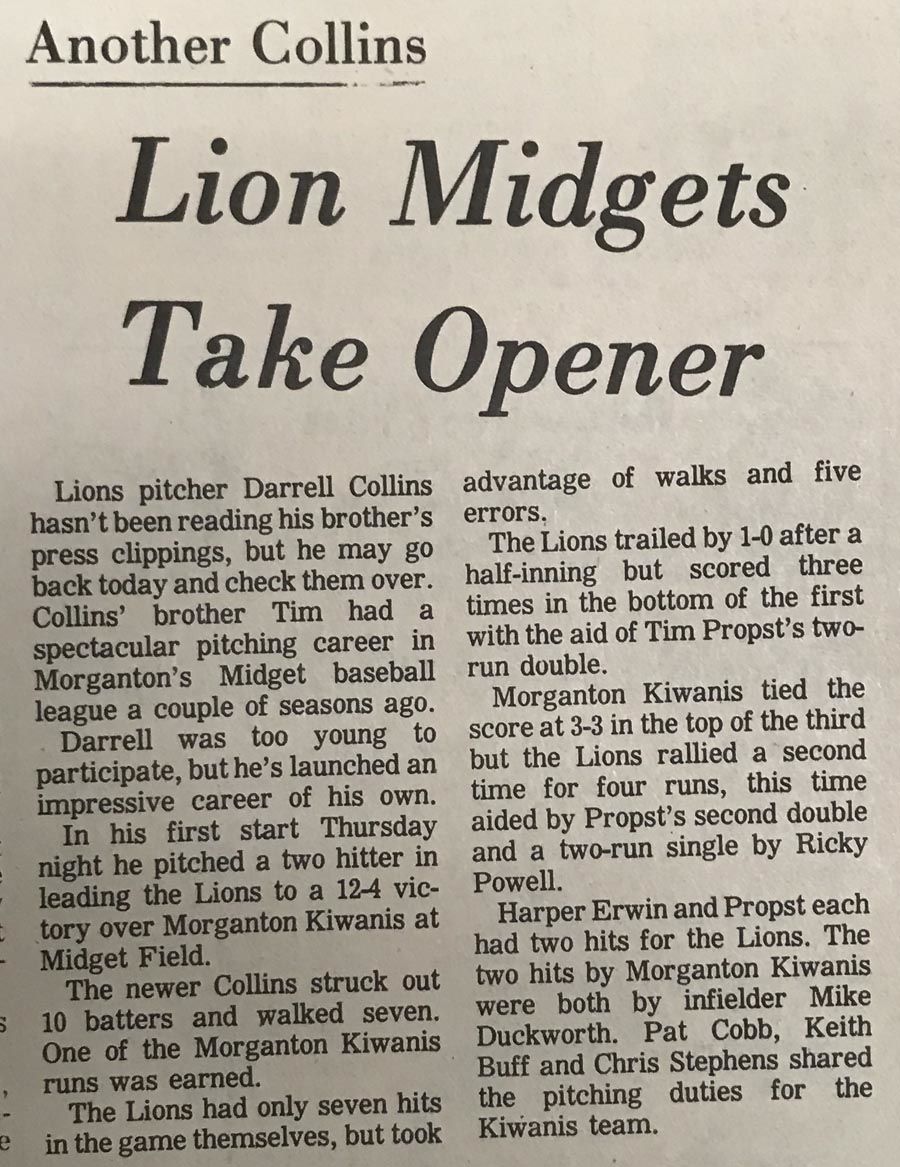 Another Collins
Lion Midgets
Take Opener
Lions pitcher Darrell Collins
hasn't been reading his brother's
press clippings, but he may go
back today and check them over.
Collins' brother Tim had a
spectacular pitching career in
Morganton's Midget baseball
league a couple of seasons ago.
Darrell was too young to
participate, but he's launched an
impressive career of his own.
In his first start Thursday
night he pitched a two hitter in
leading the Lions to a 12-4 vic-
tory over Morganton Kiwanis at
Midget Field.
The newer Collins struck out
10 batters and walked seven.
One of the Morganton Kiwanis
runs was earned.
The Lions had only seven hits
in the game themselves, but took
advantage of walks and five
errors.
The Lions trailed by 1-0 after a
half-inning but scored three
times in the bottom of the first
with the aid of Tim Propst's two-
run double.
Morganton Kiwanis tied the
score at 3-3 in the top of the third
but the Lions rallied a second
time for four runs, this time
aided by Propst's second double
and a two-run single by Ricky
Powell.
Harper Erwin and Propst each
had two hits for the Lions. The
two hits by Morganton Kiwanis
were both by infielder Mike
Duckworth. Pat Cobb, Keith
Buff and Chris Stephens shared
the pitching duties for the
Kiwanis team.